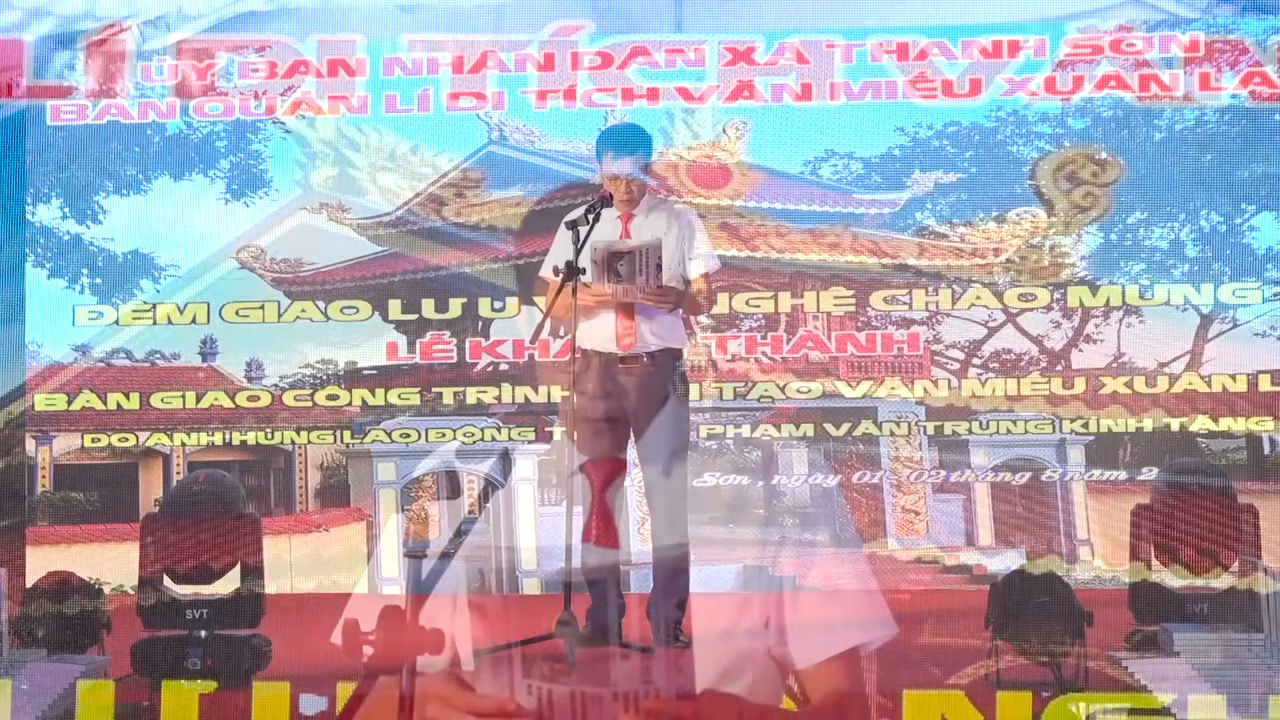 ỦY BAN NHÂN DÂN XÃ THANH SƠN
BAN QUẢN LÍ DI TÍCH VĂN MIẾU XUÂN LA
ĐÊM GIAO LƯU V NGHỆ CHÀO MỪNG
LỄ KHÁ THÀNH
BÀN GIAO CÔNG TRÌNH TẠO VĂN MIẾU XUÂN L
DO ANH HÙNG LAO ĐỘNG PHẠM VĂN TRUNG KÍNH TẶNG
Sơn, ngày 01 - 02 tháng 8 năm 2
SVT
SVT